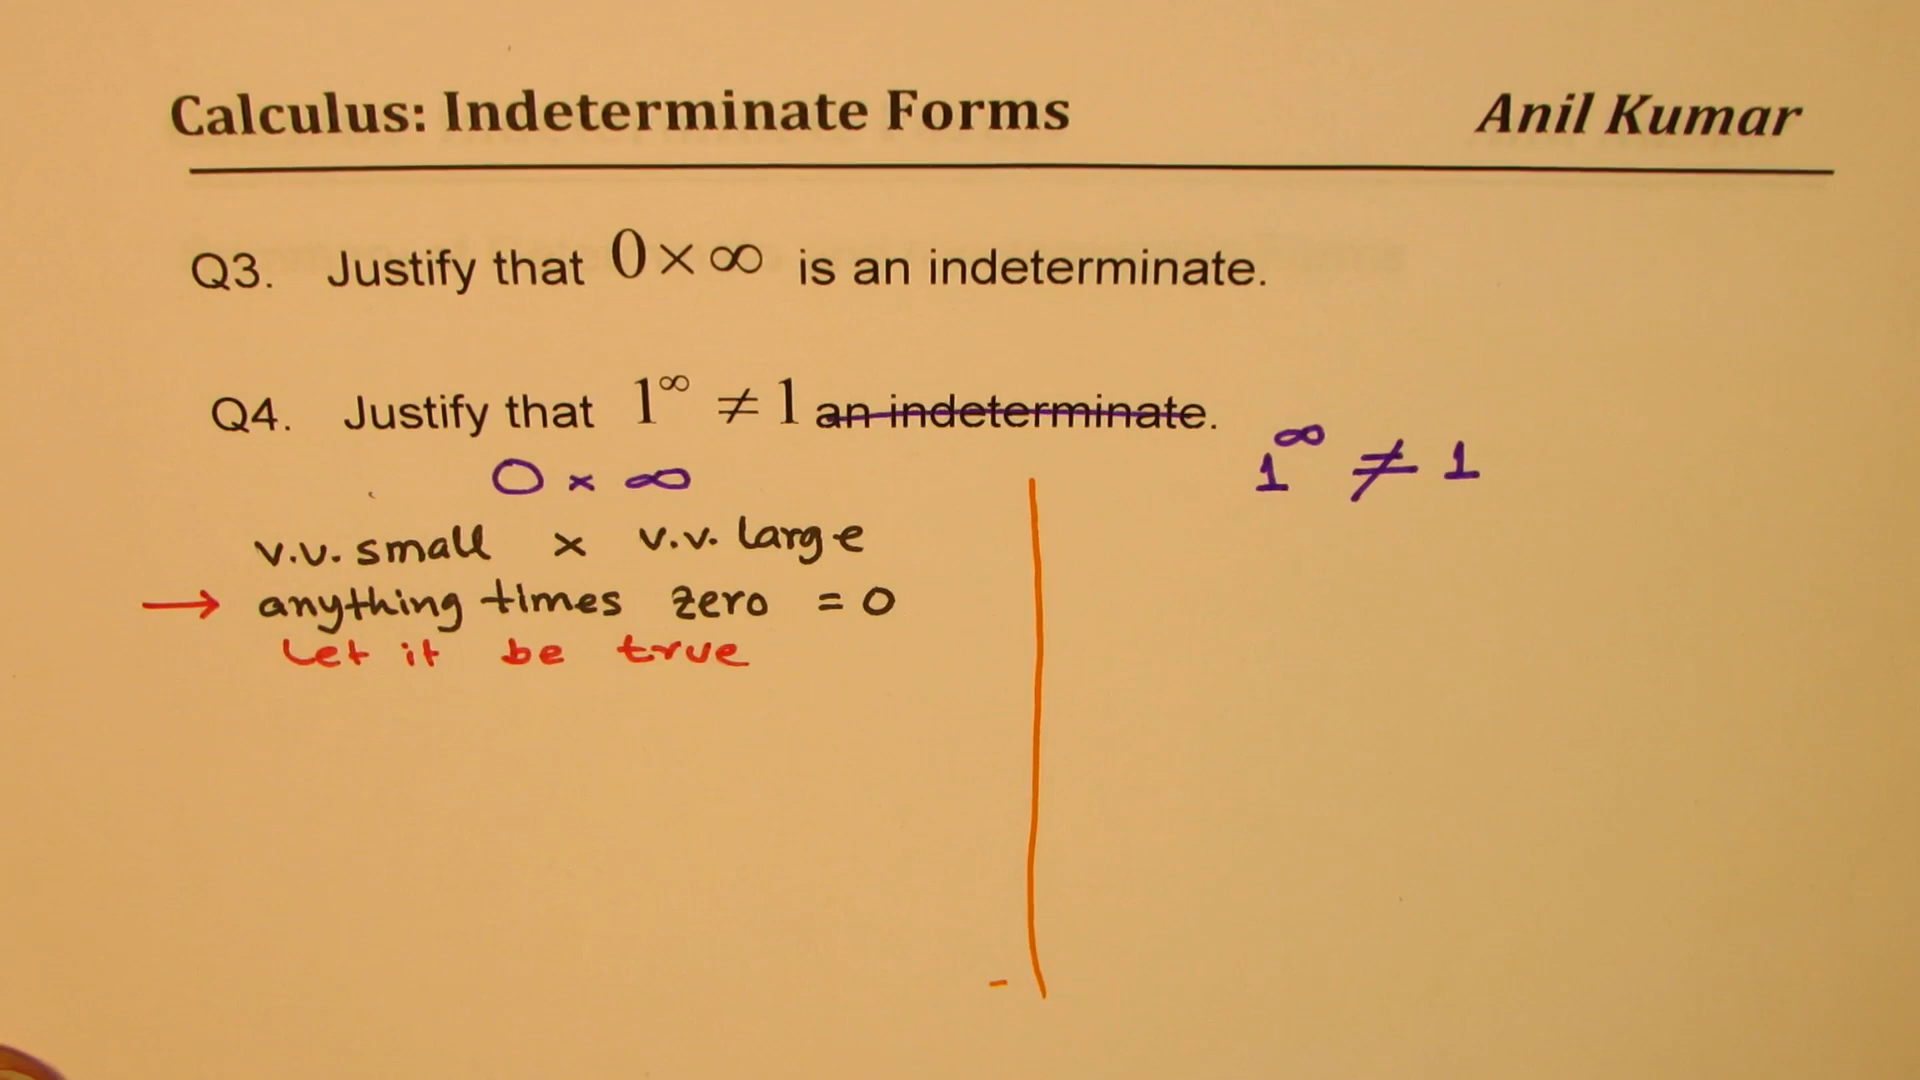 Calculus: Indeterminate Forms Anil Kumar
Q3. Justify that 0 × ∞ is an indeterminate.
Q4. Justify that 1^∞ ≠ 1 an indeterminate.
0 × ∞
v.v. small × v.v. large
→ anything times zero = 0
Let it be true
1^∞ ≠ 1